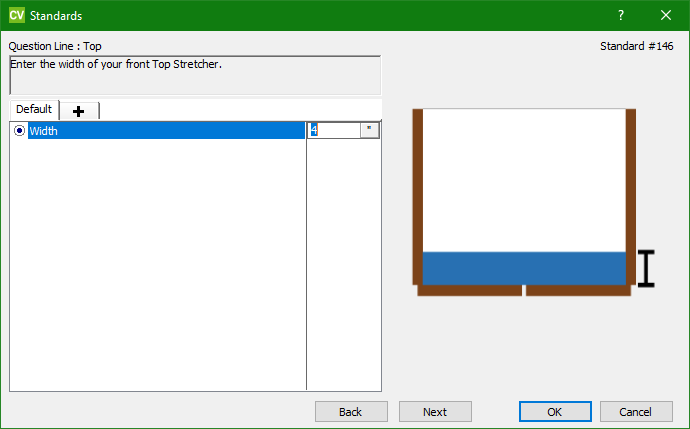 CV Standards ?
Question Line : Top
Standard #146
Enter the width of your front Top Stretcher.
Default
Width 4 "
Back Next OK Cancel